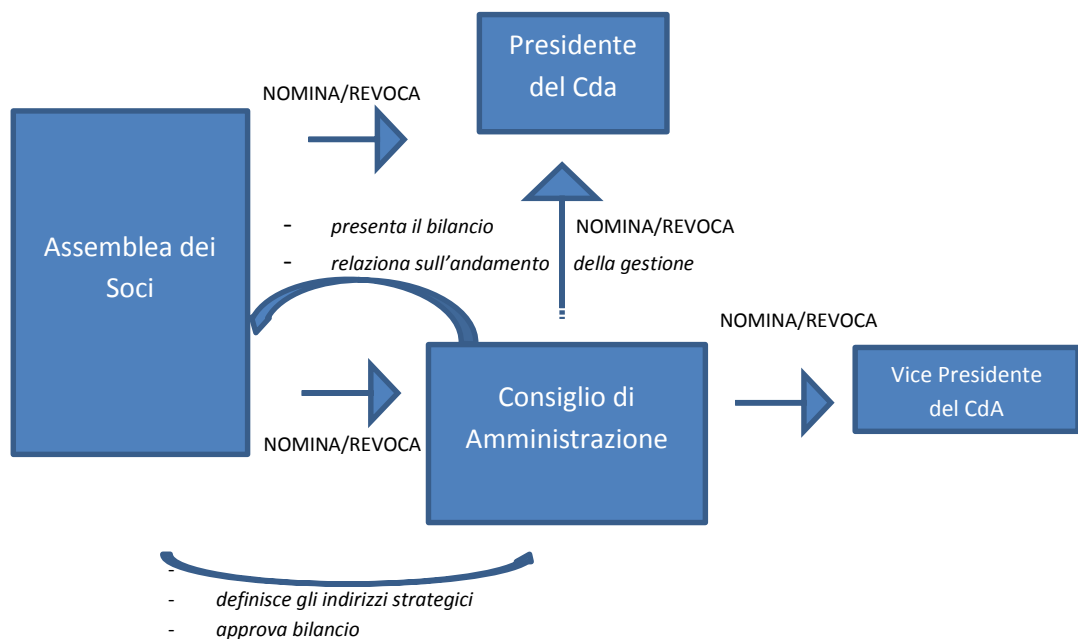 Presidente
del Cda
NOMINA/REVOCA
Assemblea dei
Soci
- presenta il bilancio
- relaziona sull’andamento della gestione
NOMINA/REVOCA
NOMINA/REVOCA
Consiglio di
Amministrazione
NOMINA/REVOCA
Vice Presidente
del CdA
-
- definisce gli indirizzi strategici
- approva bilancio